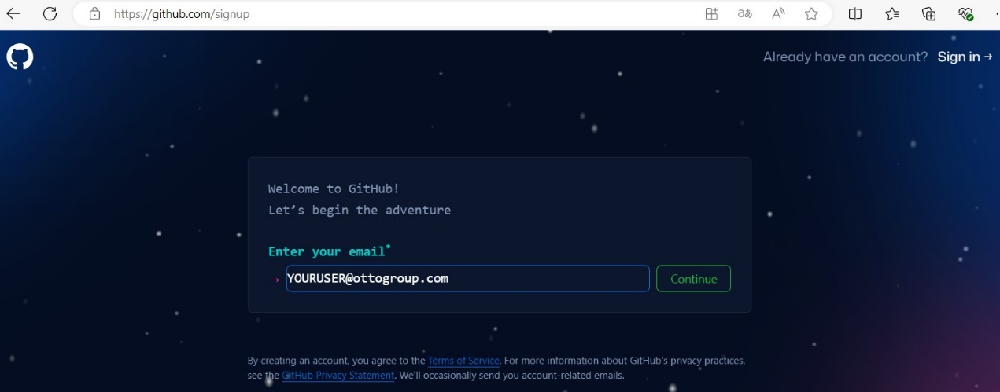 https://github.com/signup
Already have an account? Sign in →
Welcome to GitHub!
Let’s begin the adventure
Enter your email*
→ YOURUSER@ottogroup.com Continue
By creating an account, you agree to the Terms of Service. For more information about GitHub's privacy practices,
see the GitHub Privacy Statement. We'll occasionally send you account-related emails.